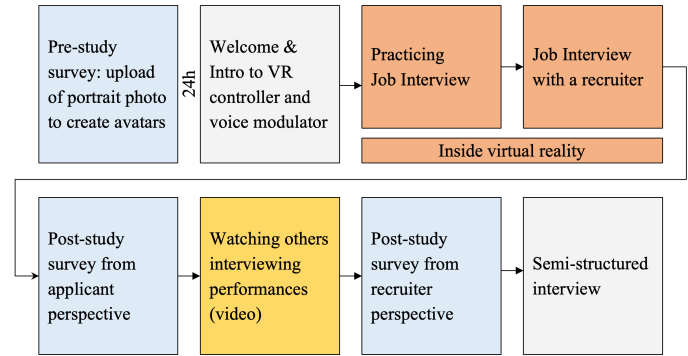 Pre-study
survey: upload
of portrait photo
to create avatars
24h
Welcome &
Intro to VR
controller and
voice modulator
Practicing
Job Interview
Job Interview
with a recruiter
Inside virtual reality
Post-study
survey from
applicant
perspective
Watching others
interviewing
performances
(video)
Post-study
survey from
recruiter
perspective
Semi-structured
interview